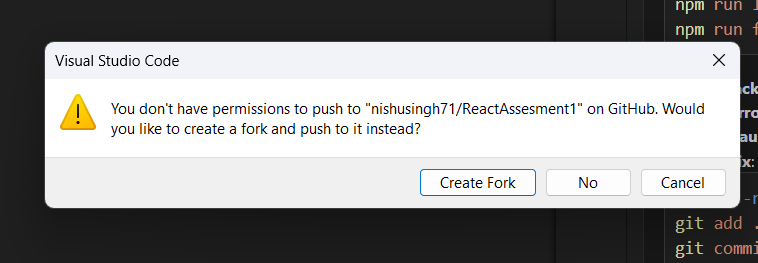 npm run
npm run f
Visual Studio Code
You don't have permissions to push to "nishusingh71/ReactAssesment1" on GitHub. Would
you like to create a fork and push to it instead?
Create Fork
No
Cancel
git add .
git commi